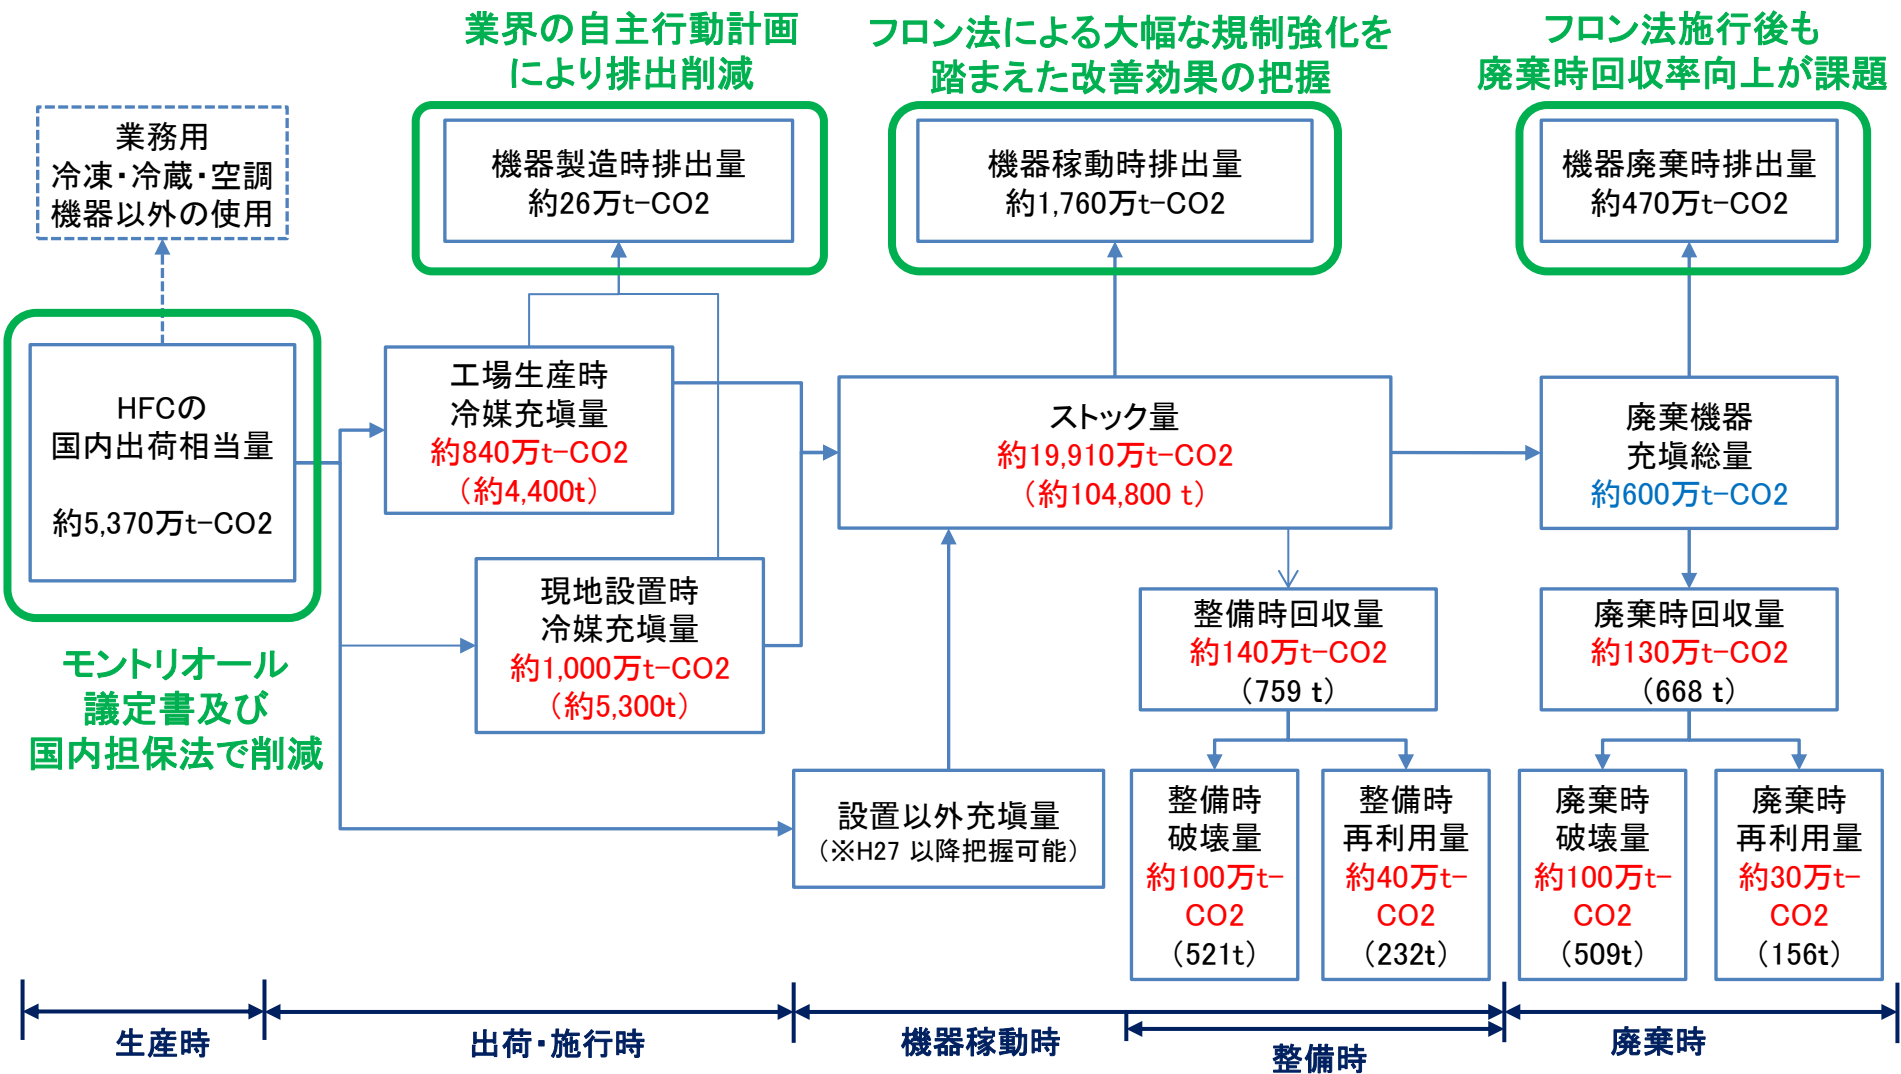 業界の自主行動計画
により排出削減
フロン法による大幅な規制強化を
踏まえた改善効果の把握
フロン法施行後も
廃棄時回収率向上が課題
業務用
冷凍・冷蔵・空調
機器以外の使用
機器製造時排出量
約26万t-CO2
機器稼動時排出量
約1,760万t-CO2
機器廃棄時排出量
約470万t-CO2
HFCの
国内出荷相当量
約5,370万t-CO2
工場生産時
冷媒充塡量
約840万t-CO2
（約4,400t）
ストック量
約19,910万t-CO2
（約104,800 t）
廃棄機器
充塡総量
約600万t-CO2
現地設置時
冷媒充塡量
約1,000万t-CO2
（約5,300t）
整備時回収量
約140万t-CO2
（759 t）
廃棄時回収量
約130万t-CO2
（668 t）
モントリオール
議定書及び
国内担保法で削減
設置以外充塡量
（※H27 以降把握可能）
整備時
破壊量
約100万t-
CO2
（521t）
整備時
再利用量
約40万t-
CO2
（232t）
廃棄時
破壊量
約100万t-
CO2
（509t）
廃棄時
再利用量
約30万t-
CO2
（156t）
生産時
出荷・施行時
機器稼動時
整備時
廃棄時